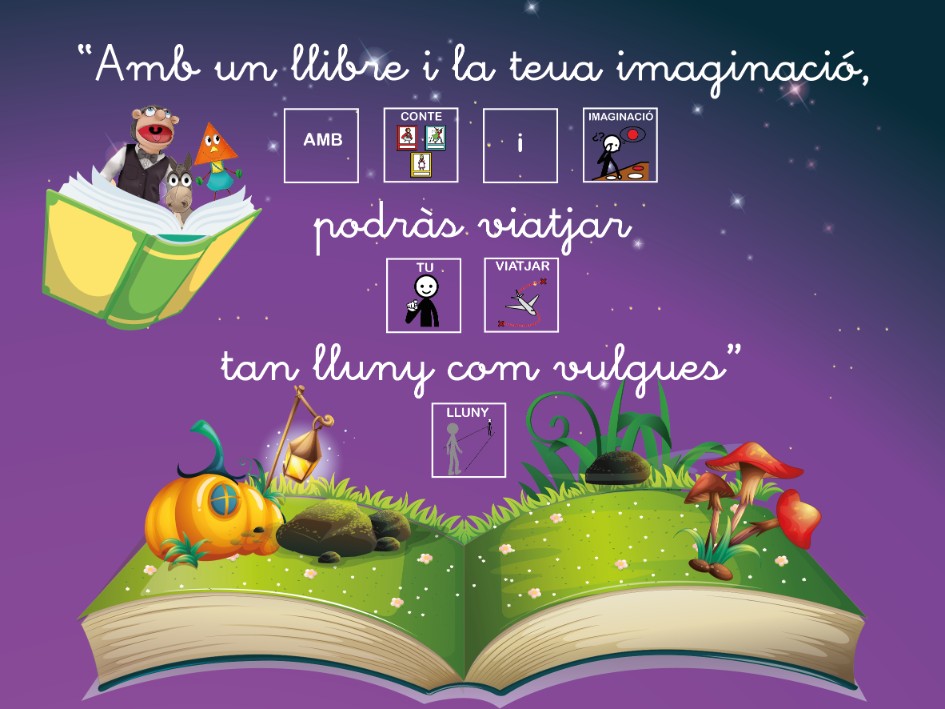 “Amb un llibre i la teua imaginació,
AMB CONTE i IMAGINACIÓ
podràs viatjar
TU VIATJAR
tan lluny com vulgues”
LLUNY